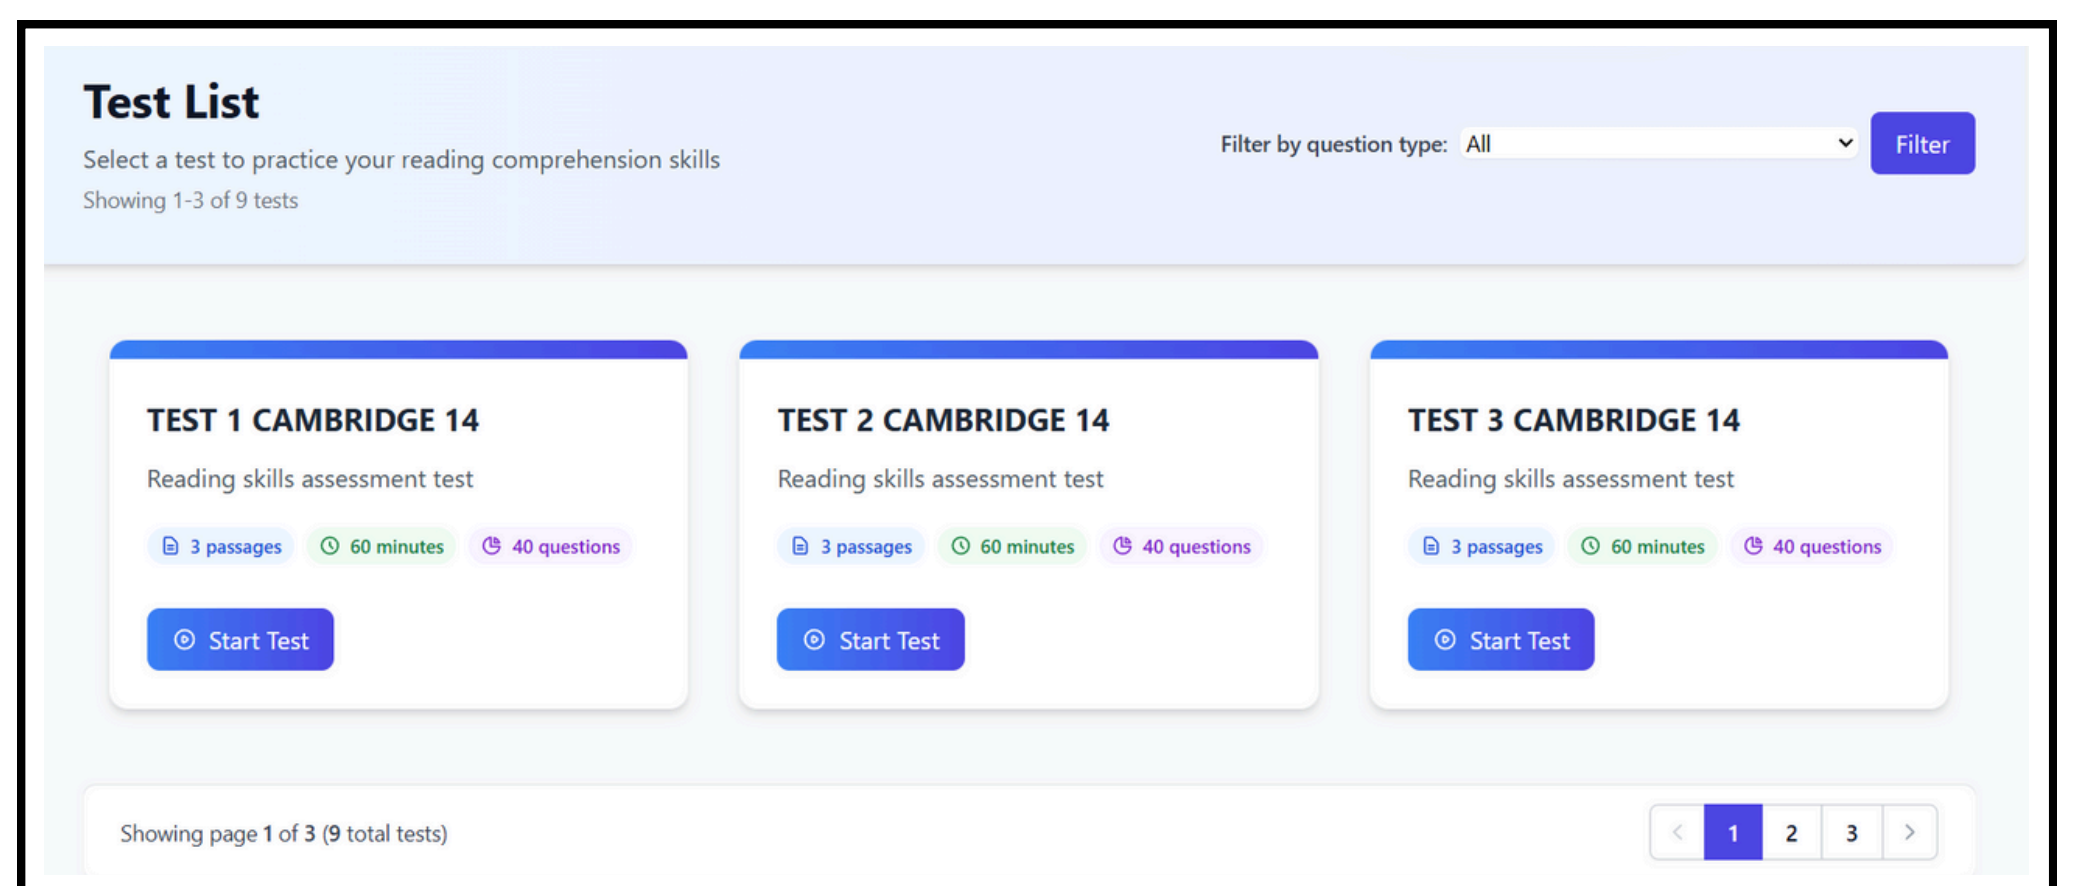 Test List
Select a test to practice your reading comprehension skills
Showing 1-3 of 9 tests
Filter by question type: All
Filter
TEST 1 CAMBRIDGE 14
Reading skills assessment test
3 passages 60 minutes 40 questions
Start Test
TEST 2 CAMBRIDGE 14
Reading skills assessment test
3 passages 60 minutes 40 questions
Start Test
TEST 3 CAMBRIDGE 14
Reading skills assessment test
3 passages 60 minutes 40 questions
Start Test
Showing page 1 of 3 (9 total tests)
1 2 3